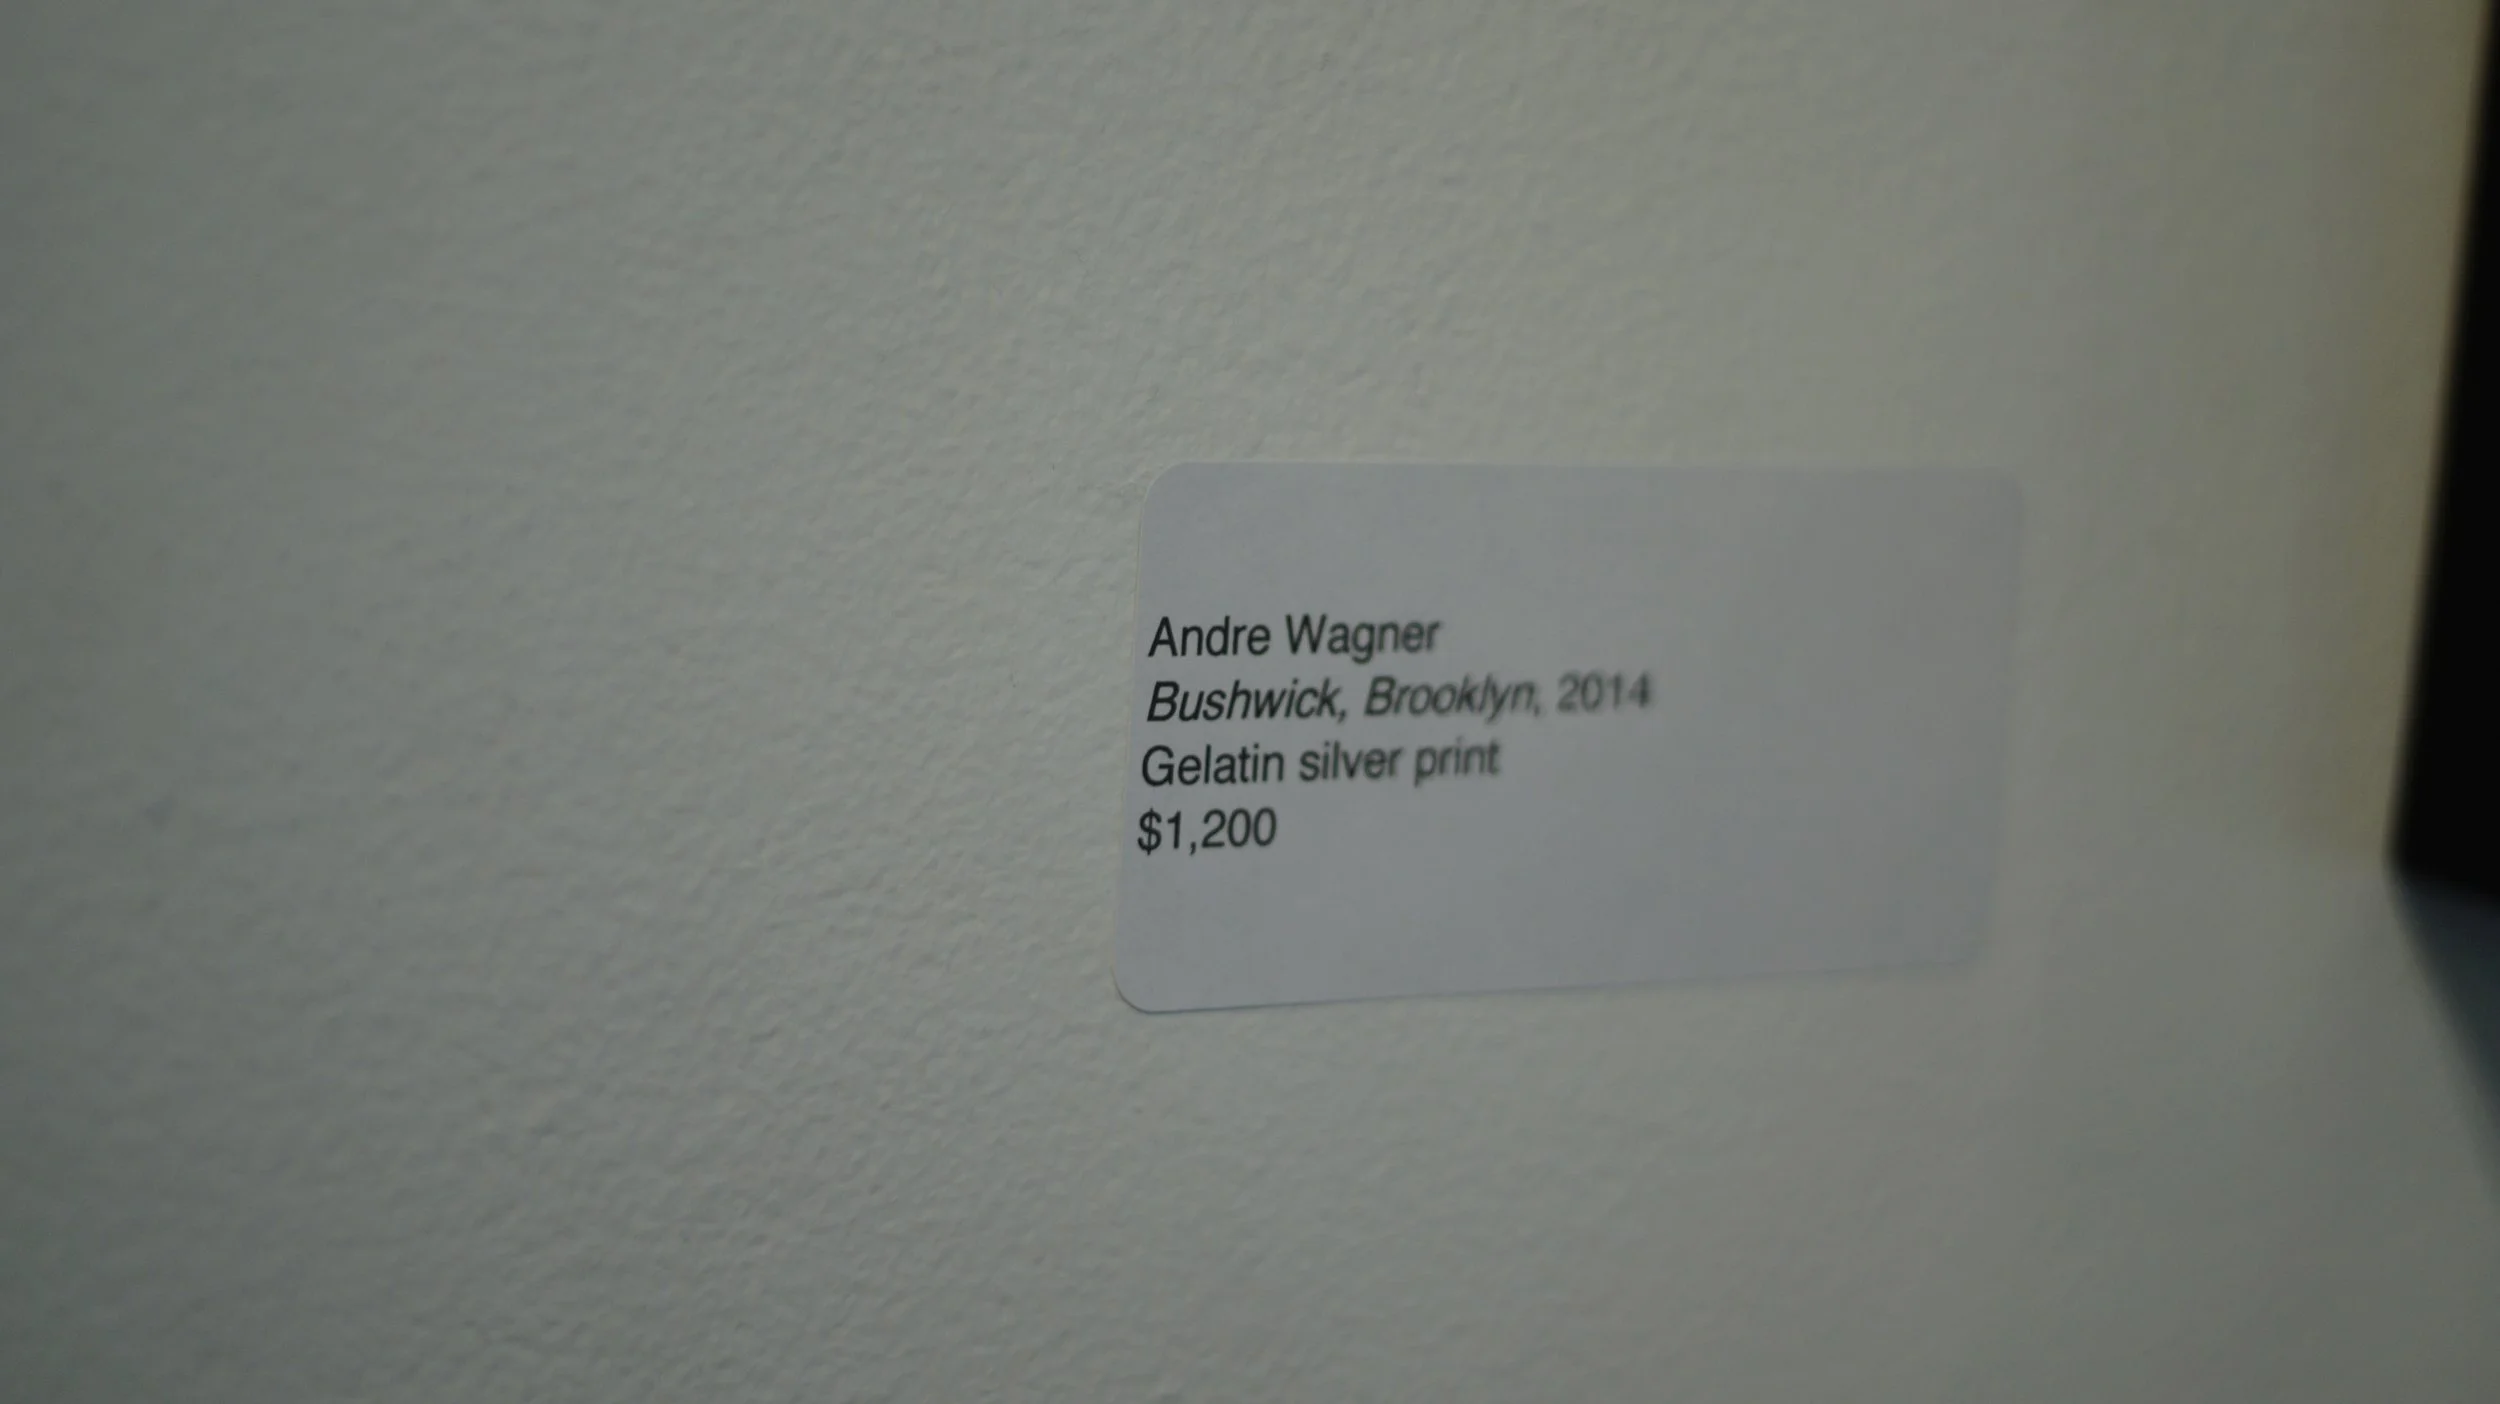 Andre Wagner
Bushwick, Brooklyn, 2014
Gelatin silver print
$1,200